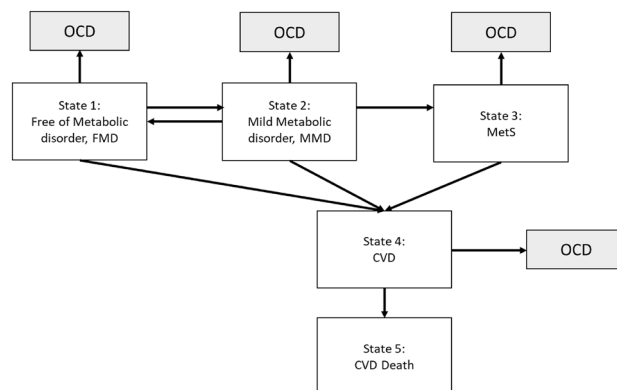 OCD
OCD
OCD
State 1:
Free of Metabolic
disorder, FMD
State 2:
Mild Metabolic
disorder, MMD
State 3:
MetS
State 4:
CVD
OCD
State 5:
CVD Death